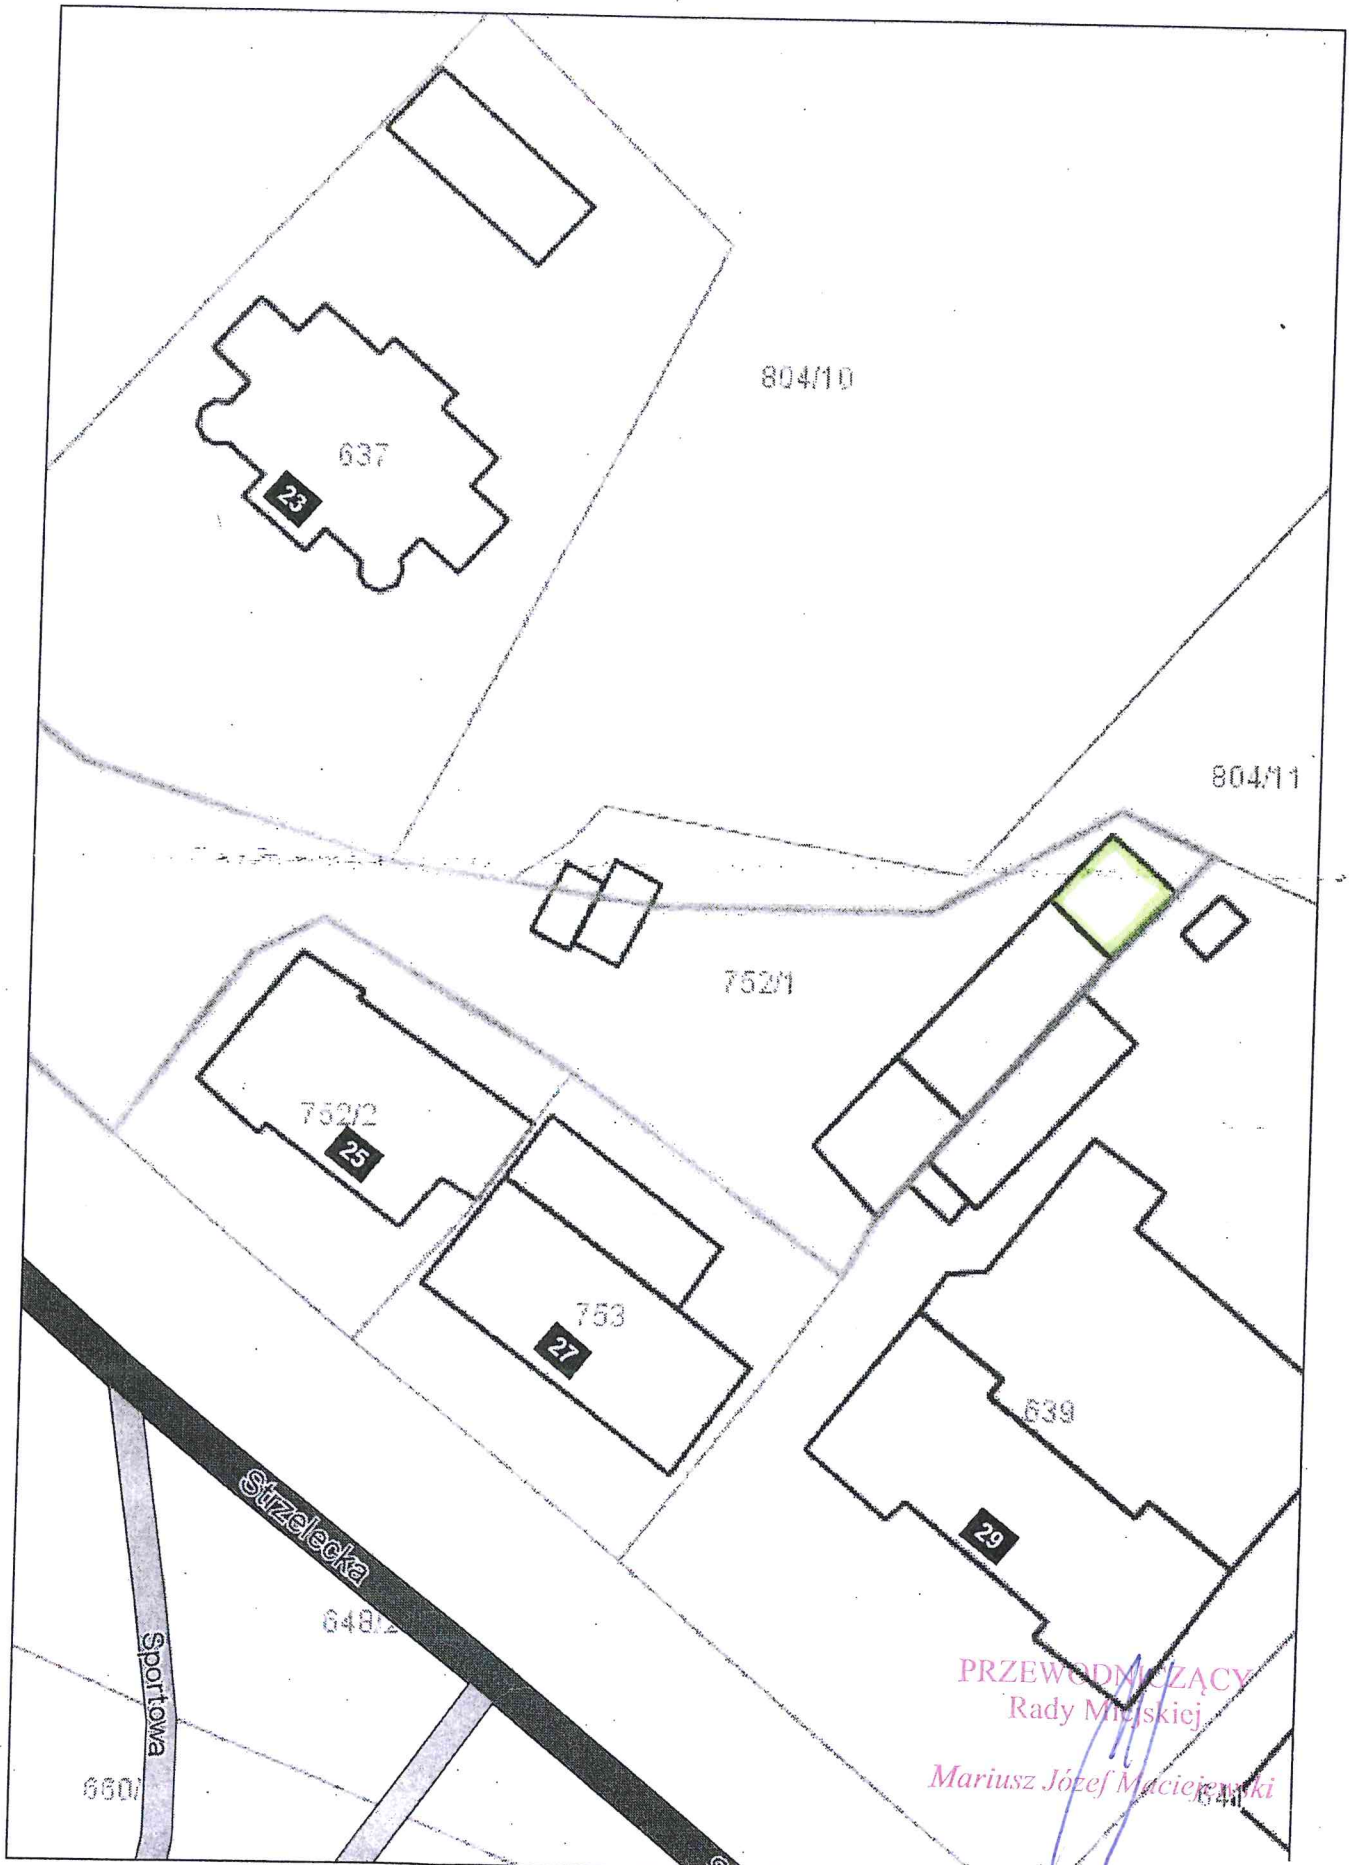 804/10
637
23
804/11
752/1
752/2
25
753
27
639
29
Strzelecka
Sportowa
PRZEWODNICZĄCY
Rady Miejskiej
Mariusz Józef Maciejewski